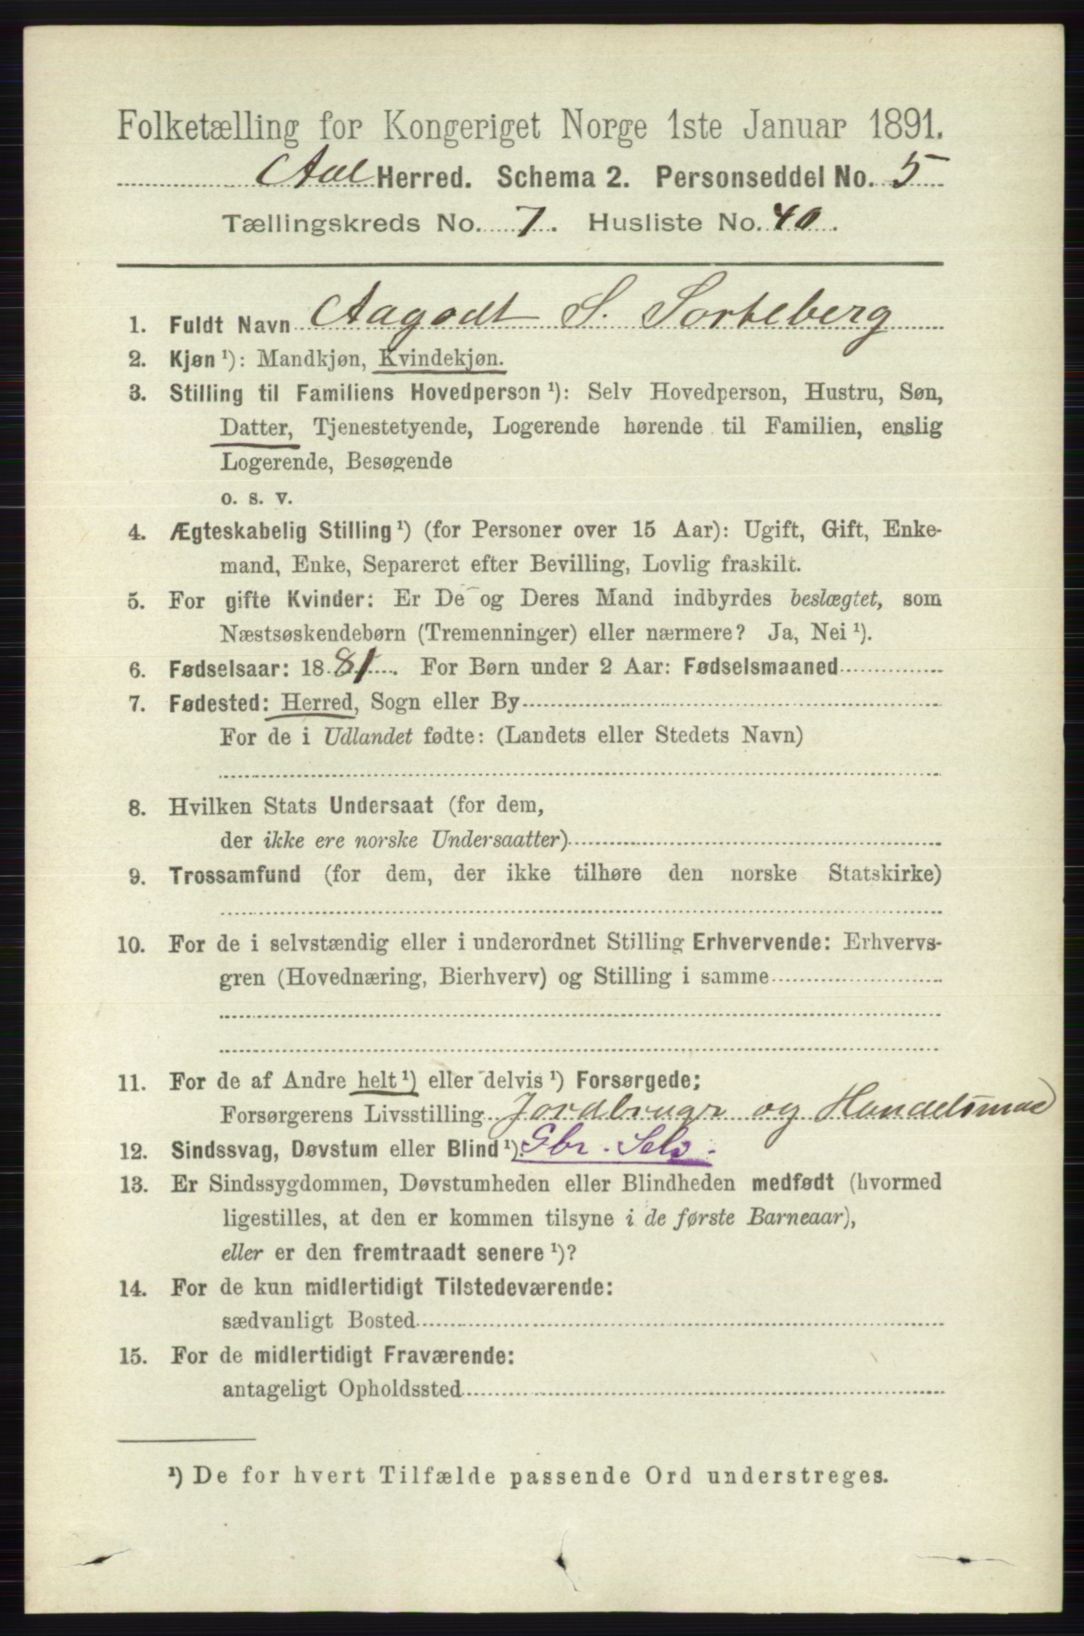 Folketælling for Kongeriget Norge 1ste Januar 1891.
Aal Herred. Schema 2. Personseddel No. 5
Tællingskreds No. 7. Husliste No. 40.
1. Fuldt Navn Aagodt S. Sorteberg
2. Kjøn ¹): Mandkjøn, Kvindekjøn.
3. Stilling til Familiens Hovedperson ¹): Selv Hovedperson, Hustru, Søn,
Datter, Tjenestetyende, Logerende hørende til Familien, enslig
Logerende, Besøgende
o. s. v.
4. Ægteskabelig Stilling ¹) (for Personer over 15 Aar): Ugift, Gift, Enke-
mand, Enke, Separeret efter Bevilling, Lovlig fraskilt.
5. For gifte Kvinder: Er De og Deres Mand indbyrdes beslægtet, som
Næstsøskendebørn (Tremenninger) eller nærmere? Ja, Nei ¹).
6. Fødselsaar: 1881. For Børn under 2 Aar: Fødselsmaaned
7. Fødested: Herred, Sogn eller By
For de i Udlandet fødte: (Landets eller Stedets Navn)
8. Hvilken Stats Undersaat (for dem,
der ikke ere norske Undersaatter)
9. Trossamfund (for dem, der ikke tilhøre den norske Statskirke)
10. For de i selvstændig eller i underordnet Stilling Erhvervende: Erhvervs-
gren (Hovednæring, Bierhverv) og Stilling i samme
11. For de af Andre helt ¹) eller delvis ¹) Forsørgede;
Forsørgerens Livsstilling Jordbruger og Handelsmad
12. Sindssvag, Døvstum eller Blind ¹). Gbr. Selv.
13. Er Sindssygdommen, Døvstumheden eller Blindheden medfødt (hvormed
ligestilles, at den er kommen tilsyne i de første Barneaar),
eller er den fremtraadt senere ¹)?
14. For de kun midlertidigt Tilstedeværende:
sædvanligt Bosted
15. For de midlertidigt Fraværende:
antageligt Opholdssted
¹) De for hvert Tilfælde passende Ord understreges.